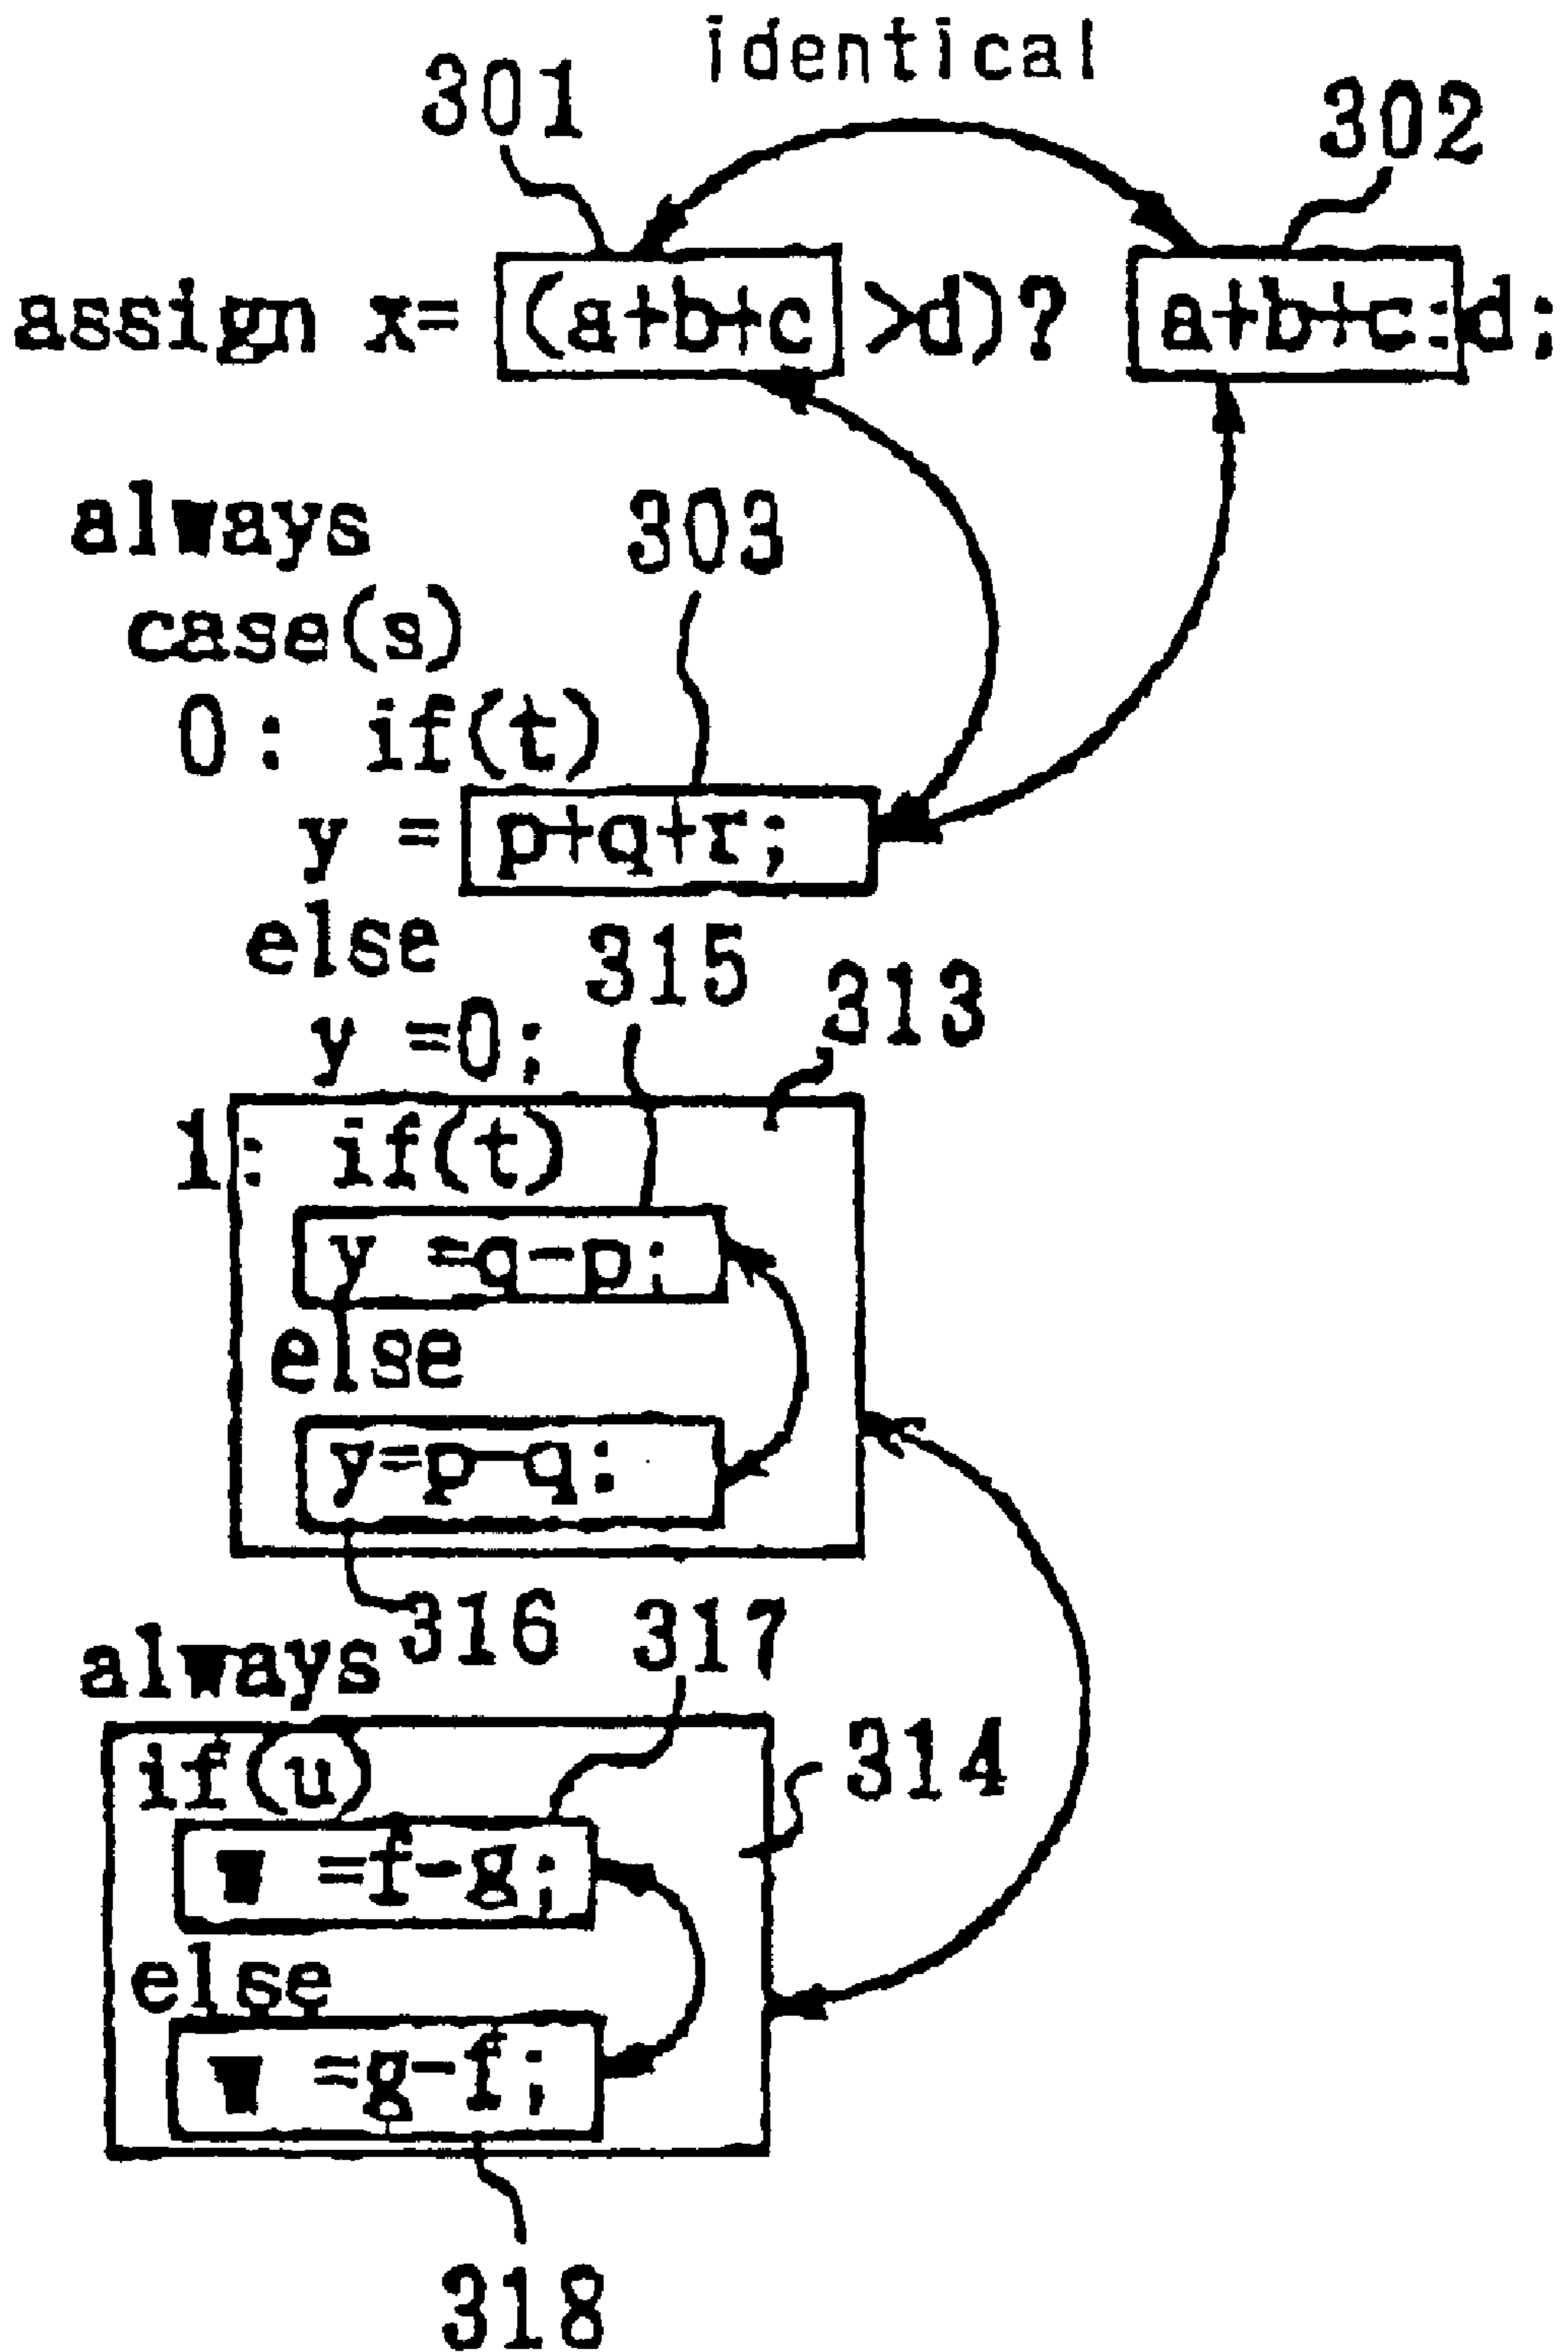 identical
301
302
assign x= (a+b+c >d)? a+b+c:d;
always
303
case(s)
0: if(t)
y = p+q+r;
else
315
313
y =0;
1: if(t)
y =q-p;
else
y=p-q:
316
317
always
if(u)
314
w =f-g;
else
w =g-f;
318